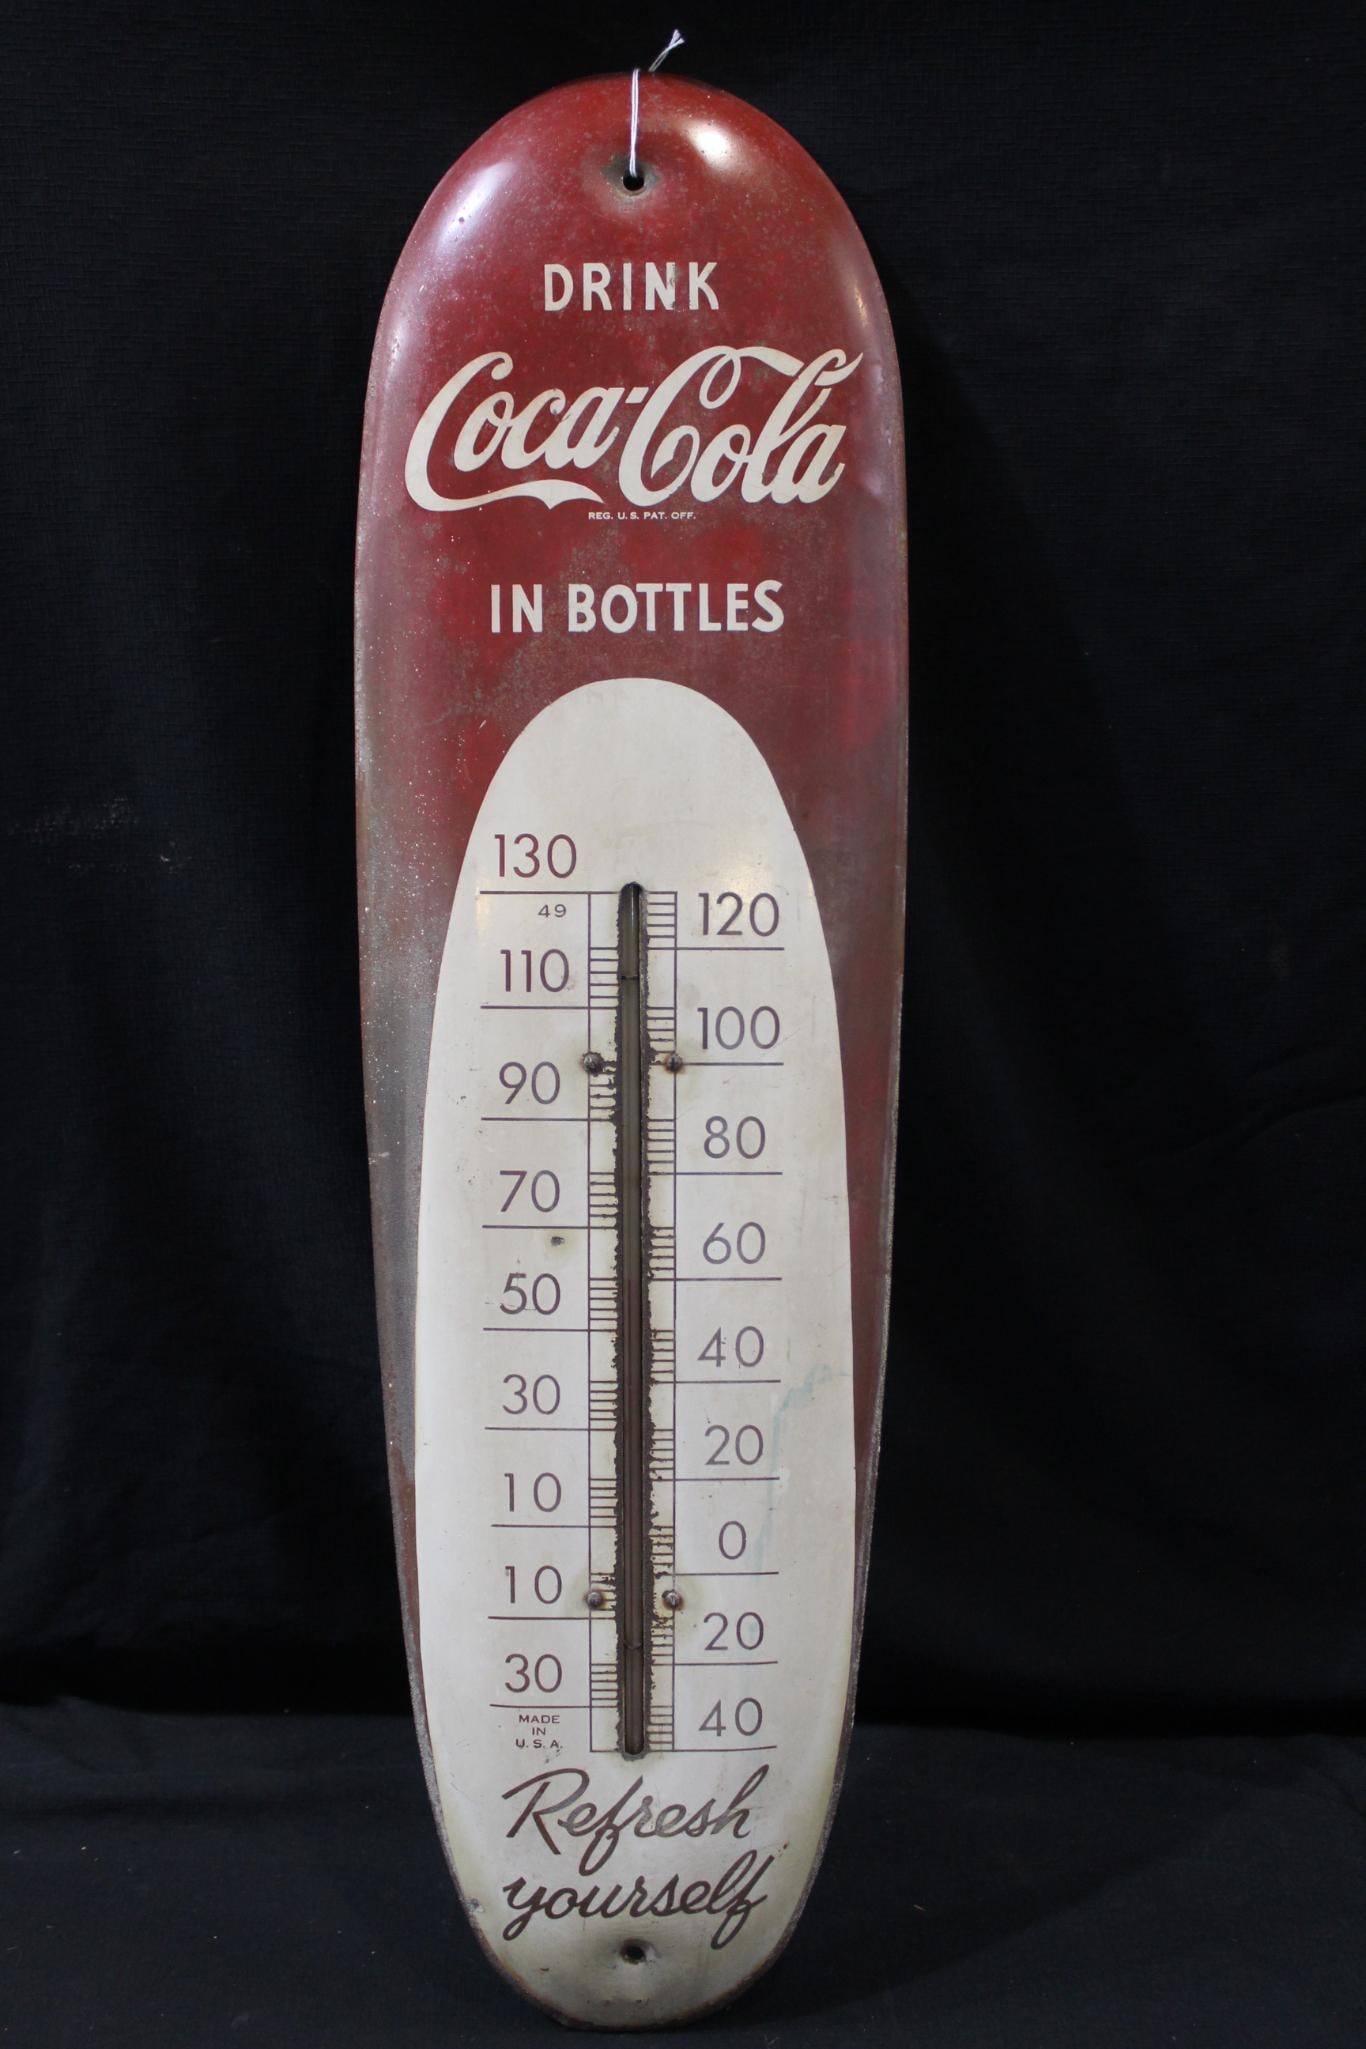 DRINK
Coca-Cola
REG. U.S. PAT. OFF.
IN BOTTLES
130
49
120
110
100
90
80
70
60
50
40
30
20
10
0
10
20
30
MADE
IN
U.S.A.
40
Refresh
yourself